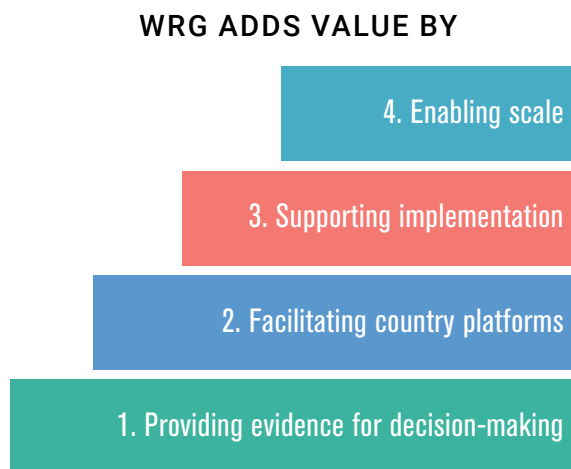 WRG ADDS VALUE BY
4. Enabling scale
3. Supporting implementation
2. Facilitating country platforms
1. Providing evidence for decision-making